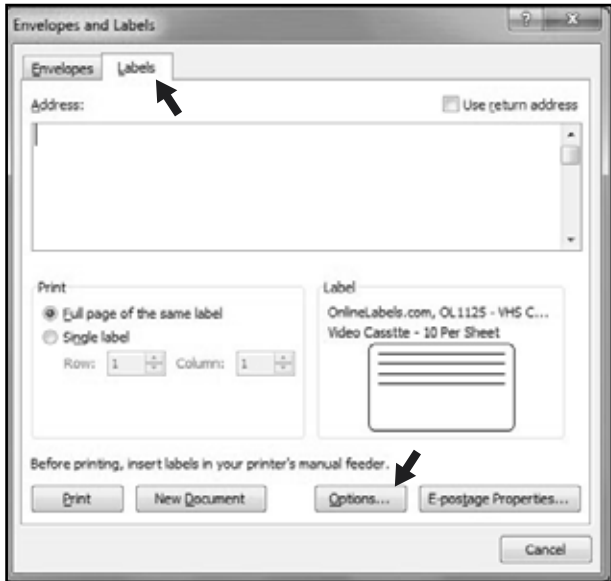 Envelopes and Labels
?
X
Envelopes Labels
Address: Use return address
Print
Full page of the same label
Single label
Row: 1 Column: 1
Label
OnlineLabels.com, OL1125 - VHS C...
Video Casstte - 10 Per Sheet
Before printing, insert labels in your printer's manual feeder.
Print New Document Options... E-postage Properties...
Cancel